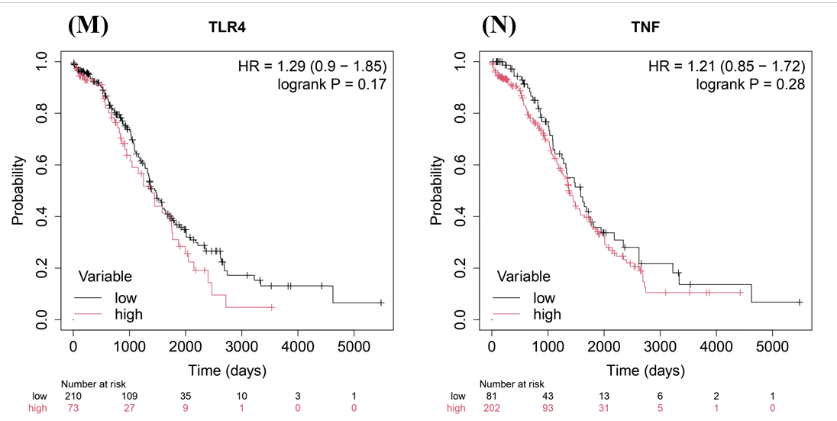 (M) TLR4
HR = 1.29 (0.9 − 1.85)
logrank P = 0.17
Probability
1.0
0.8
0.6
0.4
0.2
0.0
Variable
low
high
0 1000 2000 3000 4000 5000
Time (days)
Number at risk
low 210 109 35 10 3 1
high 73 27 9 1 0 0
(N) TNF
HR = 1.21 (0.85 − 1.72)
logrank P = 0.28
Probability
1.0
0.8
0.6
0.4
0.2
0.0
Variable
low
high
0 1000 2000 3000 4000 5000
Time (days)
Number at risk
low 81 43 13 6 2 1
high 202 93 31 5 1 0